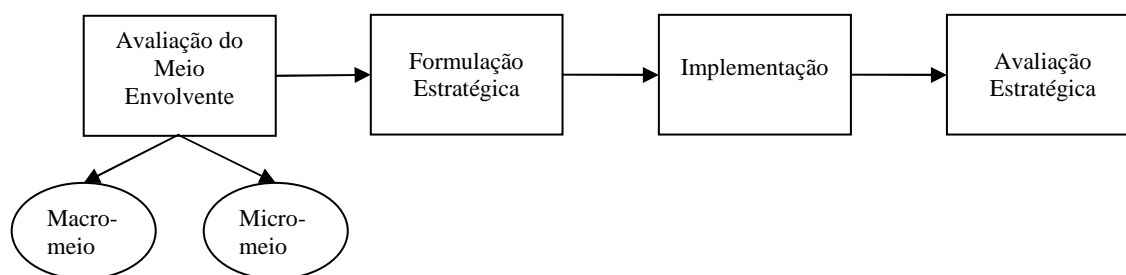 Avaliação do
Meio
Envolvente
Formulação
Estratégica
Implementação
Avaliação
Estratégica
Macro-
meio
Micro-
meio